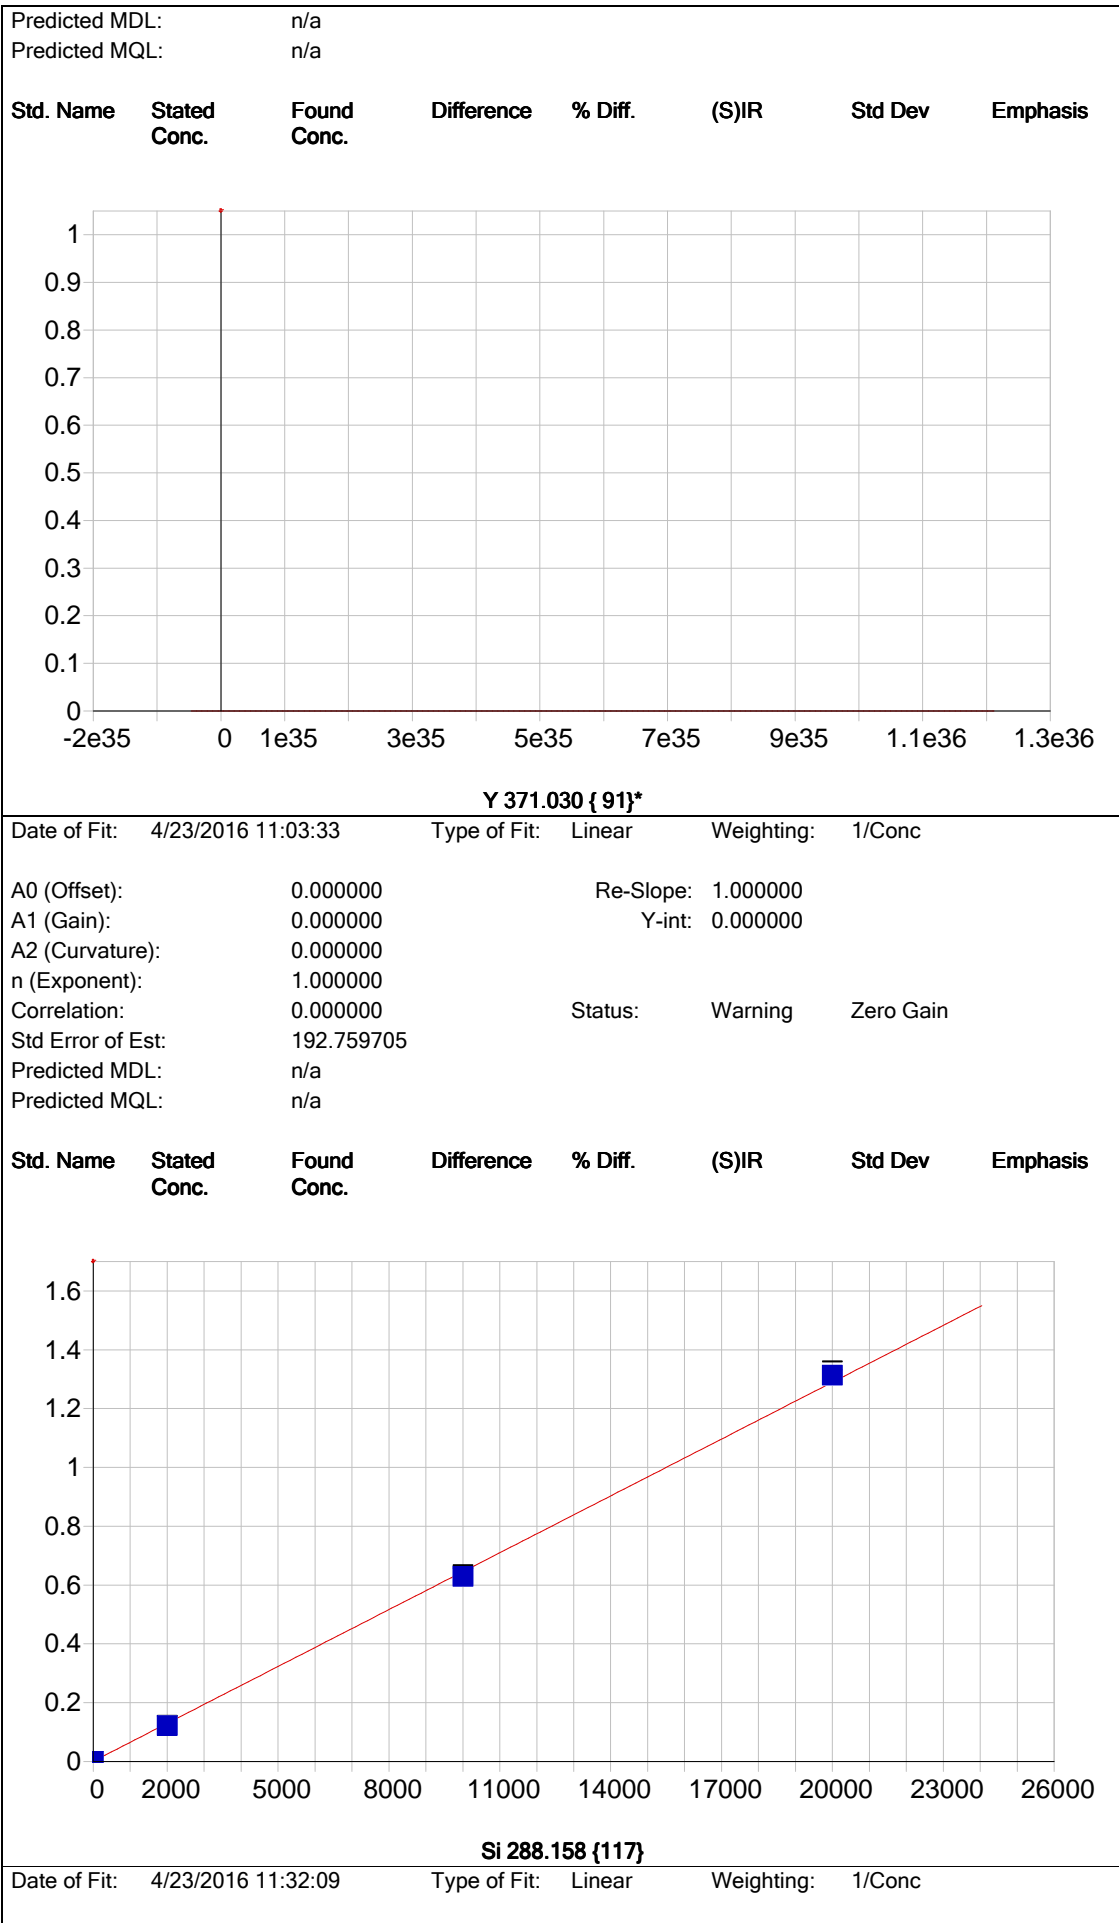 Predicted MDL: n/a
Predicted MQL: n/a
Std. Name Stated Conc. Found Conc. Difference % Diff. (S)IR Std Dev Emphasis
1
0.9
0.8
0.7
0.6
0.5
0.4
0.3
0.2
0.1
0
-2e35 0 1e35 3e35 5e35 7e35 9e35 1.1e36 1.3e36
Y 371.030 { 91}*
Date of Fit: 4/23/2016 11:03:33 Type of Fit: Linear Weighting: 1/Conc
A0 (Offset): 0.000000 Re-Slope: 1.000000
A1 (Gain): 0.000000 Y-int: 0.000000
A2 (Curvature): 0.000000
n (Exponent): 1.000000
Correlation: 0.000000 Status: Warning Zero Gain
Std Error of Est: 192.759705
Predicted MDL: n/a
Predicted MQL: n/a
Std. Name Stated Conc. Found Conc. Difference % Diff. (S)IR Std Dev Emphasis
1.6
1.4
1.2
1
0.8
0.6
0.4
0.2
0
0 2000 5000 8000 11000 14000 17000 20000 23000 26000
Si 288.158 {117}
Date of Fit: 4/23/2016 11:32:09 Type of Fit: Linear Weighting: 1/Conc